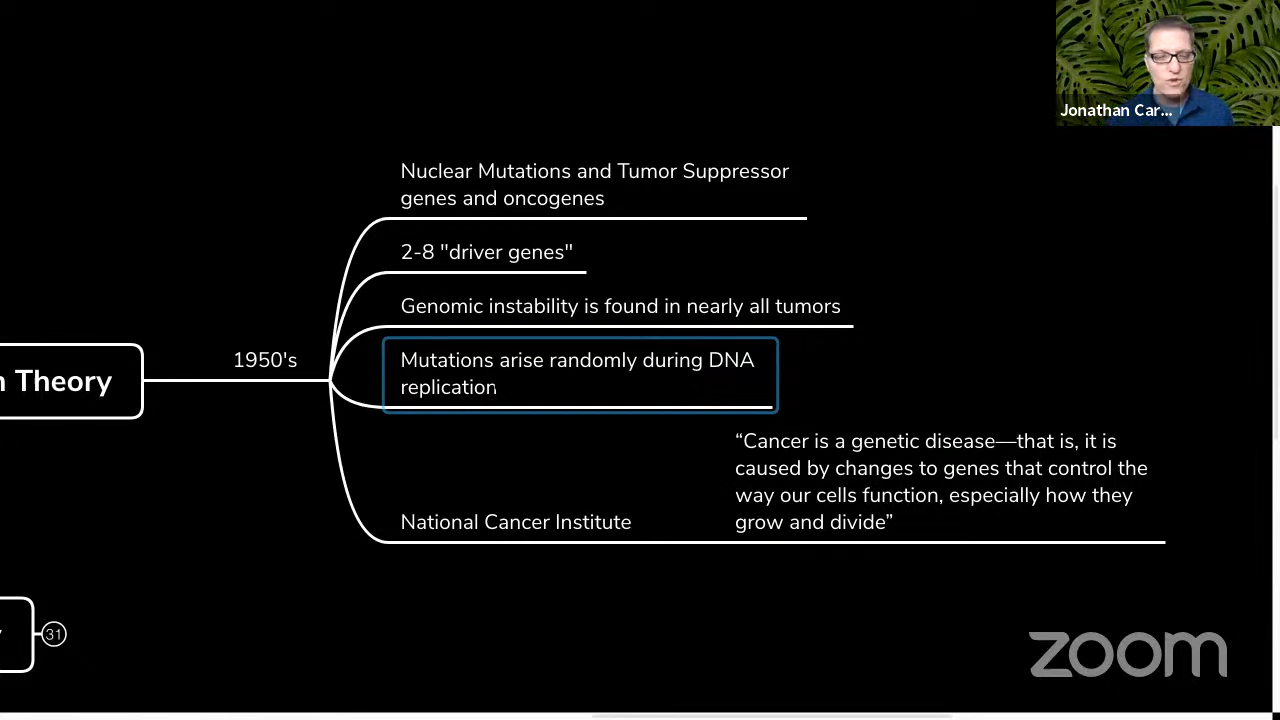 Jonathan Car...
Nuclear Mutations and Tumor Suppressor
genes and oncogenes
2-8 "driver genes"
Genomic instability is found in nearly all tumors
Theory
1950's
Mutations arise randomly during DNA
replication
National Cancer Institute
“Cancer is a genetic disease—that is, it is
caused by changes to genes that control the
way our cells function, especially how they
grow and divide”
31
zoom